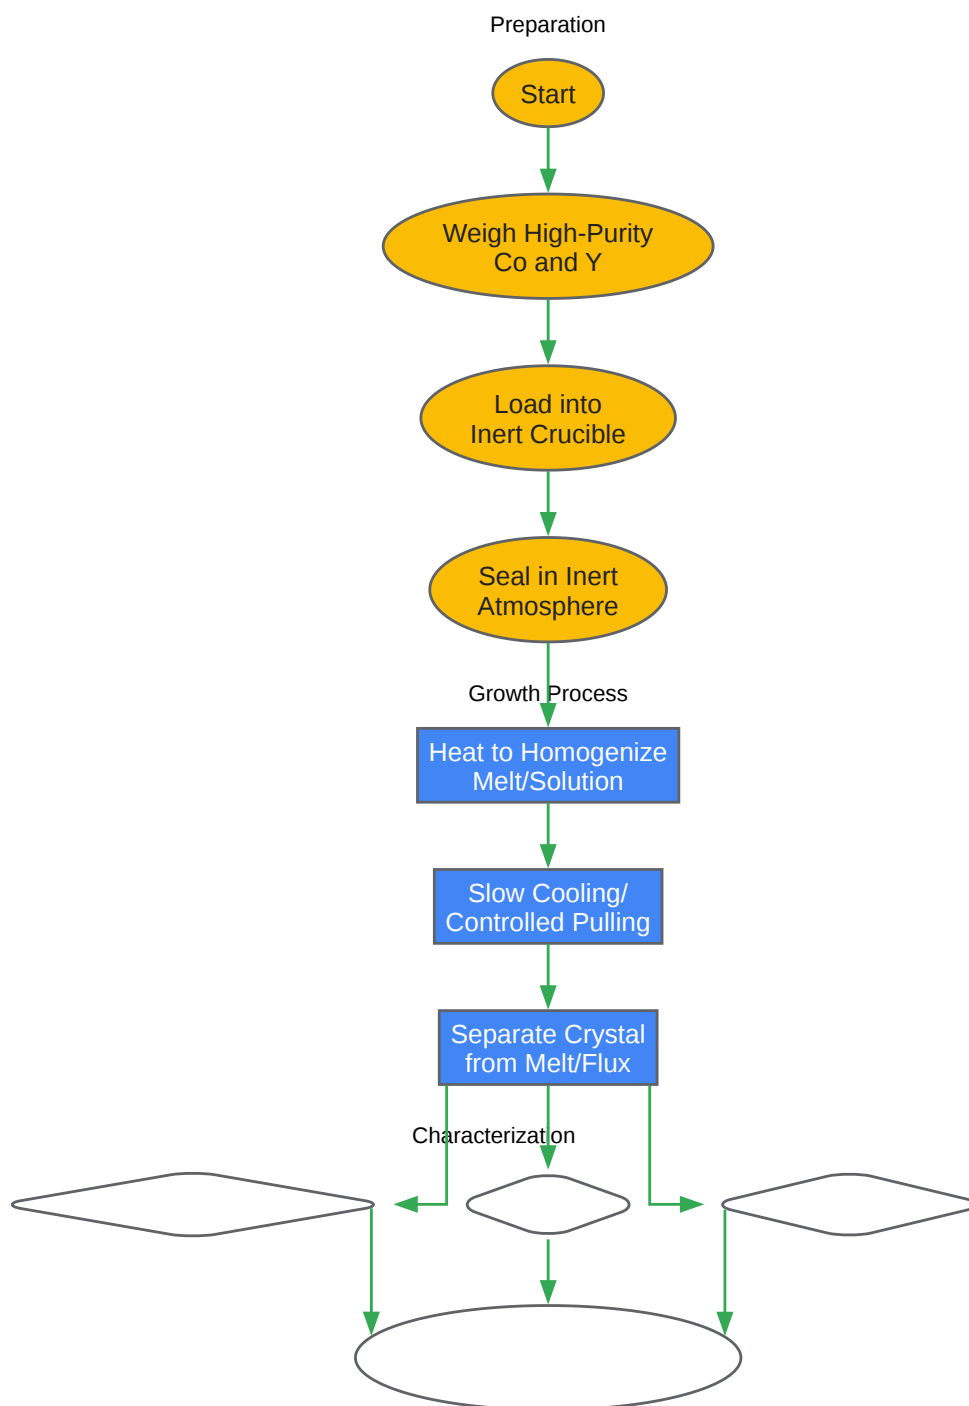 Preparation
Start
Weigh High-Purity
Co and Y
Load into
Inert Crucible
Seal in Inert
Atmosphere
Growth Process
Heat to Homogenize
Melt/Solution
Slow Cooling/
Controlled Pulling
Separate Crystal
from Melt/Flux
Characterization